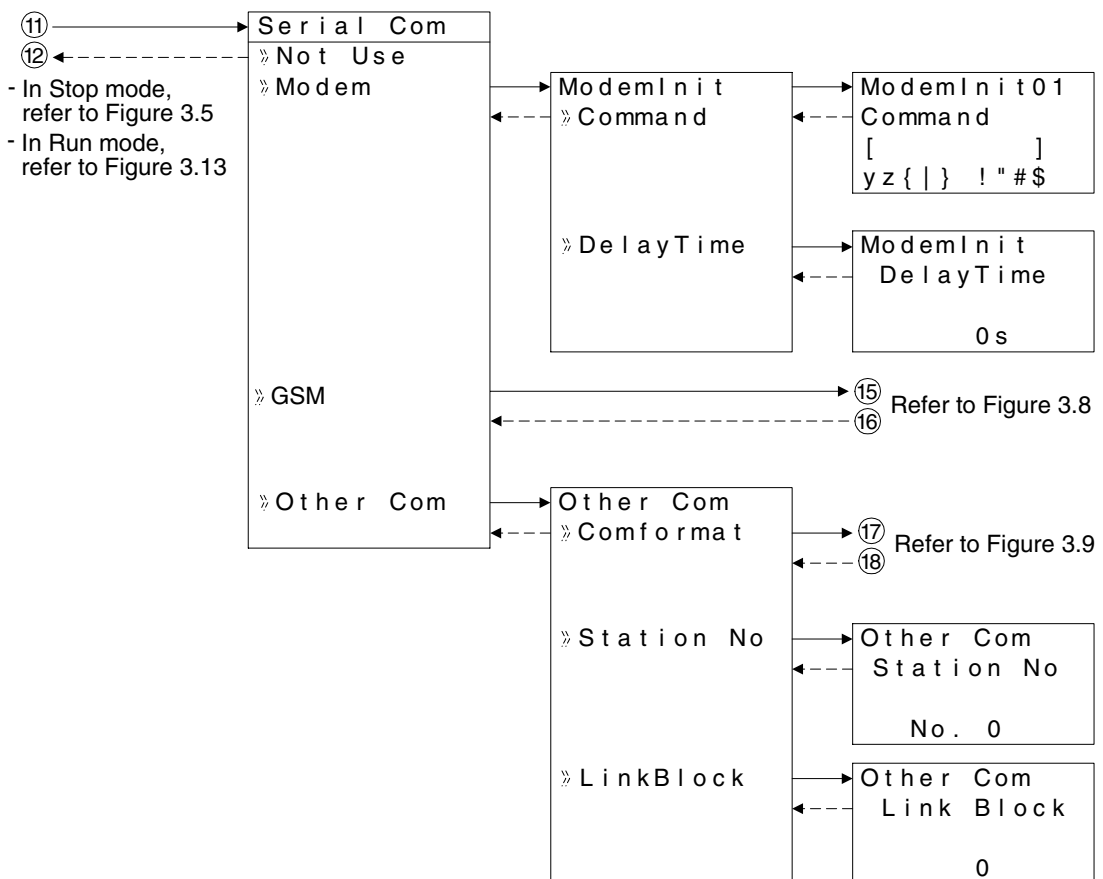 ⑪
⑫
- In Stop mode,
refer to Figure 3.5
- In Run mode,
refer to Figure 3.13
Serial Com
»Not Use
»Modem
»GSM
»Other Com
ModemInit
»Command
»DelayTime
ModemInit01
Command
[ ]
yz{|} !"#$
ModemInit
DelayTime
0s
⑮
⑯
Refer to Figure 3.8
Other Com
»Comformat
»Station No
»LinkBlock
⑰
⑱
Refer to Figure 3.9
Other Com
Station No
No. 0
Other Com
Link Block
0